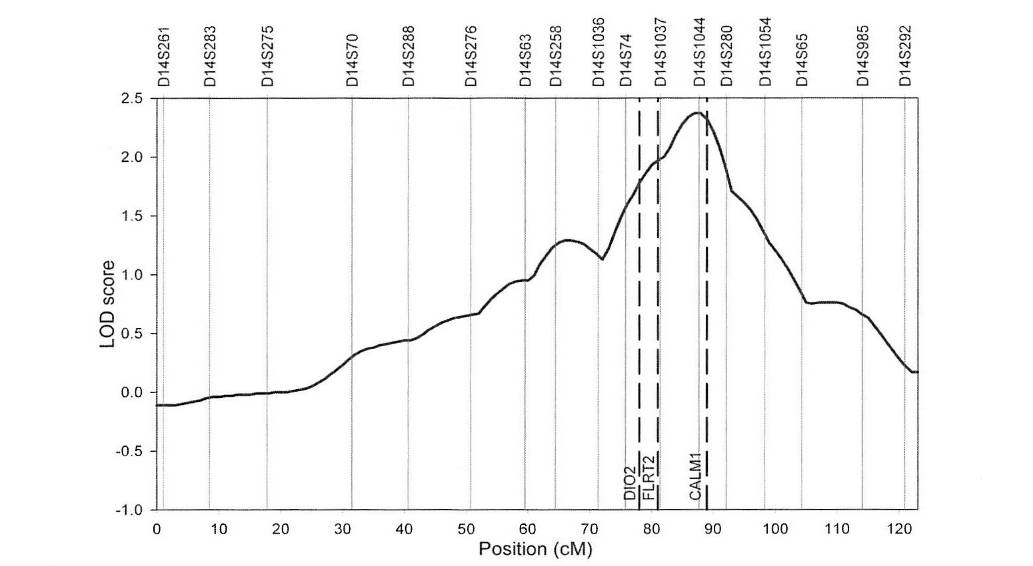 D14S261
D14S283
D14S275
D14S70
D14S288
D14S276
D14S63
D14S258
D14S1036
D14S74
D14S1037
D14S1044
D14S280
D14S1054
D14S65
D14S985
D14S292
2.5
2.0
1.5
1.0
0.5
0.0
-0.5
-1.0
LOD score
DIO2
FLRT2
CALM1
0 10 20 30 40 50 60 70 80 90 100 110 120
Position (cM)